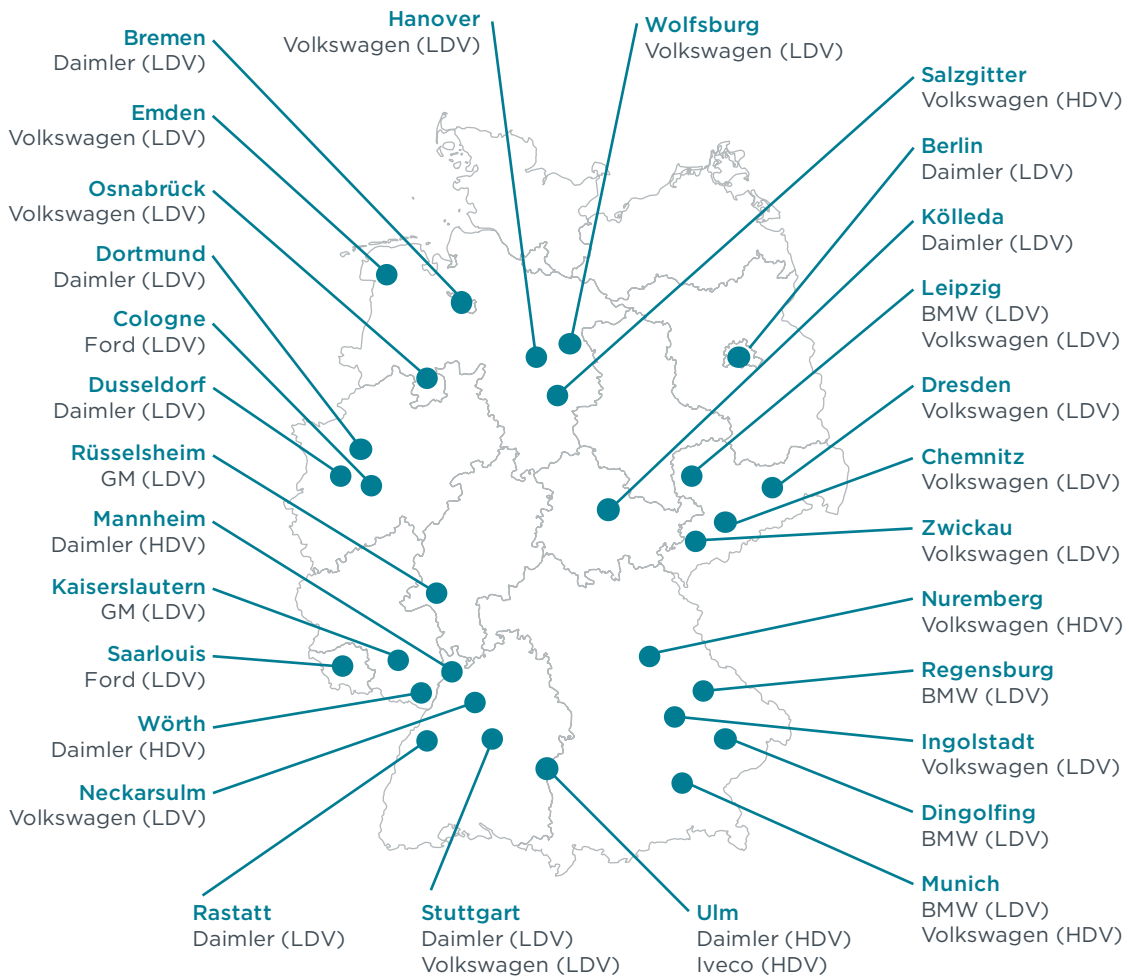 Hanover
Volkswagen (LDV)
Wolfsburg
Volkswagen (LDV)
Bremen
Daimler (LDV)
Emden
Volkswagen (LDV)
Osnabrück
Volkswagen (LDV)
Dortmund
Daimler (LDV)
Cologne
Ford (LDV)
Dusseldorf
Daimler (LDV)
Rüsselsheim
GM (LDV)
Mannheim
Daimler (HDV)
Kaiserslautern
GM (LDV)
Saarlouis
Ford (LDV)
Wörth
Daimler (HDV)
Neckarsulm
Volkswagen (LDV)
Rastatt
Daimler (LDV)
Stuttgart
Daimler (LDV)
Volkswagen (LDV)
Ulm
Daimler (HDV)
Iveco (HDV)
Salzgitter
Volkswagen (HDV)
Berlin
Daimler (LDV)
Kölleda
Daimler (LDV)
Leipzig
BMW (LDV)
Volkswagen (LDV)
Dresden
Volkswagen (LDV)
Chemnitz
Volkswagen (LDV)
Zwickau
Volkswagen (LDV)
Nuremberg
Volkswagen (HDV)
Regensburg
BMW (LDV)
Ingolstadt
Volkswagen (LDV)
Dingolfing
BMW (LDV)
Munich
BMW (LDV)
Volkswagen (HDV)